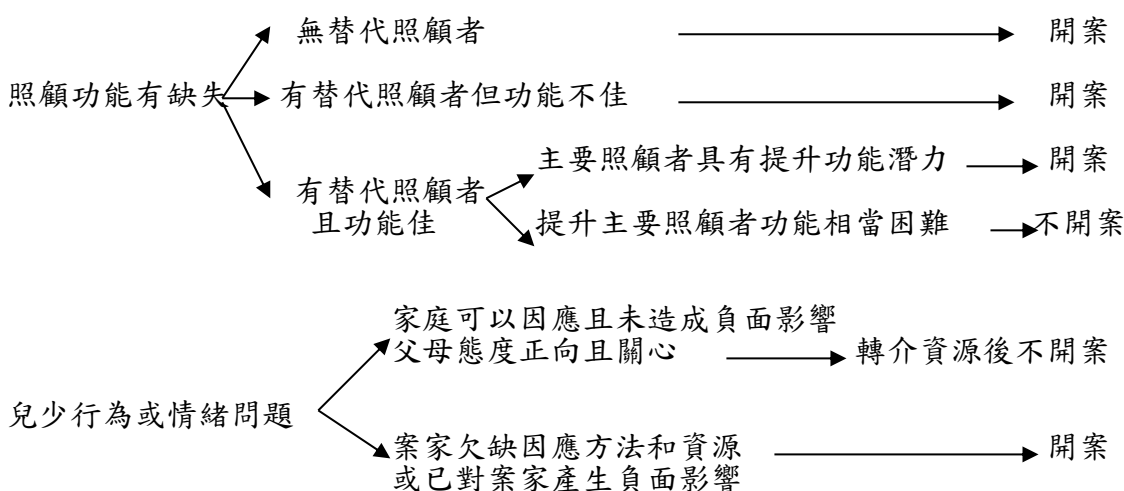 無替代照顧者 開案
照顧功能有缺失 有替代照顧者但功能不佳 開案
主要照顧者具有提升功能潛力 開案
有替代照顧者
且功能佳 提升主要照顧者功能相當困難 不開案
家庭可以因應且未造成負面影響
父母態度正向且關心 轉介資源後不開案
兒少行為或情緒問題
案家欠缺因應方法和資源 開案
或已對案家產生負面影響